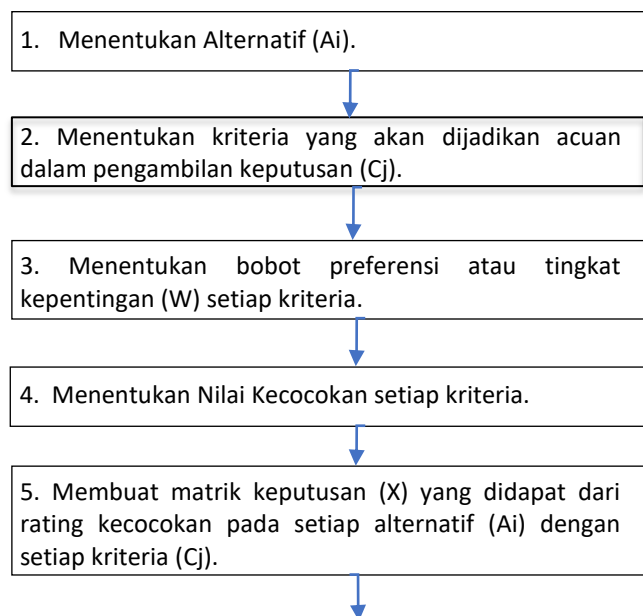 1. Menentukan Alternatif (Ai).
2. Menentukan kriteria yang akan dijadikan acuan
dalam pengambilan keputusan (Cj).
3. Menentukan bobot preferensi atau tingkat
kepentingan (W) setiap kriteria.
4. Menentukan Nilai Kecocokan setiap kriteria.
5. Membuat matrik keputusan (X) yang didapat dari
rating kecocokan pada setiap alternatif (Ai) dengan
setiap kriteria (Cj).